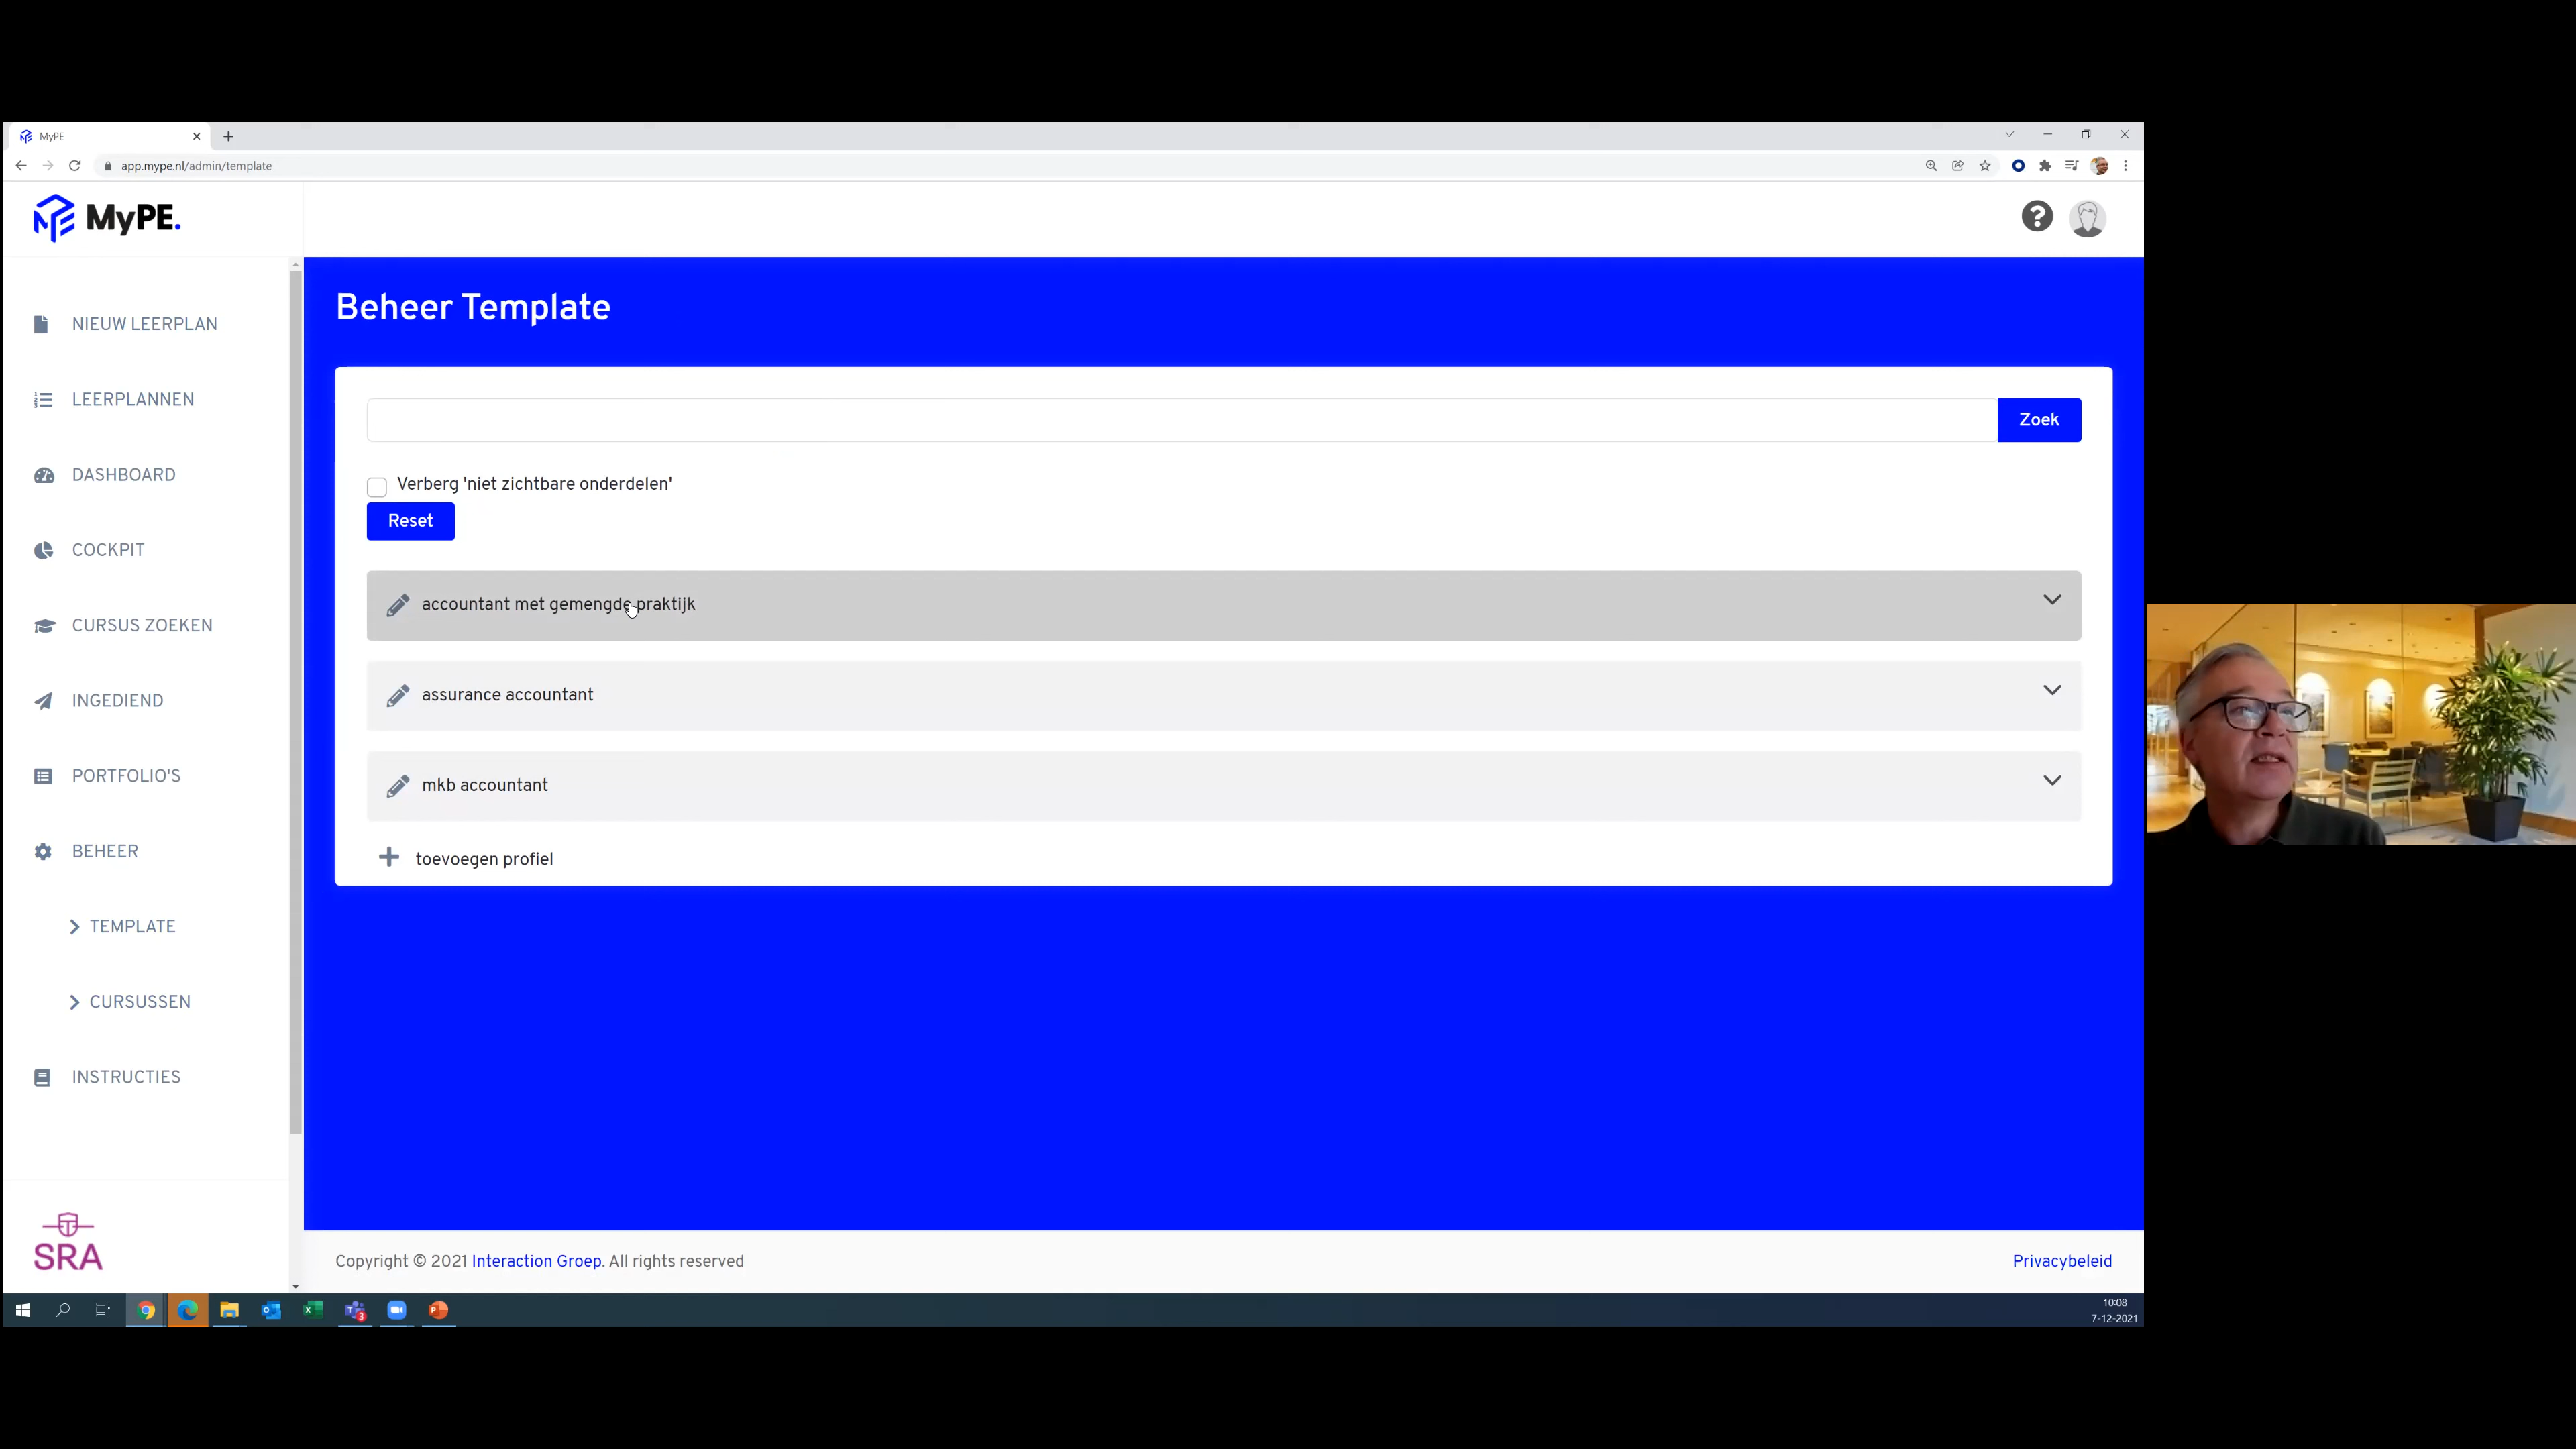 MyPE
app.mype.nl/admin/template
MyPE.
NIEUW LEERPLAN
LEERPLANNEN
DASHBOARD
COCKPIT
CURSUS ZOEKEN
INGEDIEND
PORTFOLIO'S
BEHEER
TEMPLATE
CURSUSSEN
INSTRUCTIES
SRA
Beheer Template
Zoek
Verberg 'niet zichtbare onderdelen'
Reset
accountant met gemengde praktijk
assurance accountant
mkb accountant
toevoegen profiel
Copyright © 2021 Interaction Groep. All rights reserved
Privacybeleid
3
10:08
7-12-2021